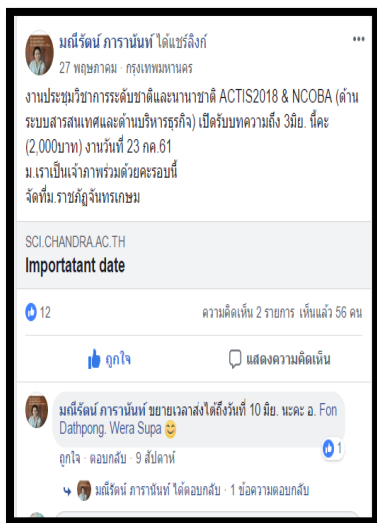 มณีรัตน์ ภารานันท์ ได้แชร์ลิงก์
27 พฤษภาคม · กรุงเทพมหานคร
งานประชุมวิชาการระดับชาติและนานาชาติ ACTIS2018 & NCOBA (ด้าน
ระบบสารสนเทศและด้านบริหารธุรกิจ) เปิดรับบทความถึง 3มิย. นี้คะ
(2,000บาท) งานวันที่ 23 กค.61
ม.เราเป็นเจ้าภาพร่วมด้วยคะรอบนี้
จัดที่ม.ราชภัฏจันทรเกษม
SCI.CHANDRA.AC.TH
Importatant date
12
ความคิดเห็น 2 รายการ เห็นแล้ว 56 คน
ถูกใจ
แสดงความคิดเห็น
มณีรัตน์ ภารานันท์ ขยายเวลาส่งได้ถึงวันที่ 10 มิย. นะคะ อ. Fon
Dathpong. Wera Supa 😊
1
ถูกใจ · ตอบกลับ · 9 สัปดาห์
มณีรัตน์ ภารานันท์ ได้ตอบกลับ · 1 ข้อความตอบกลับ